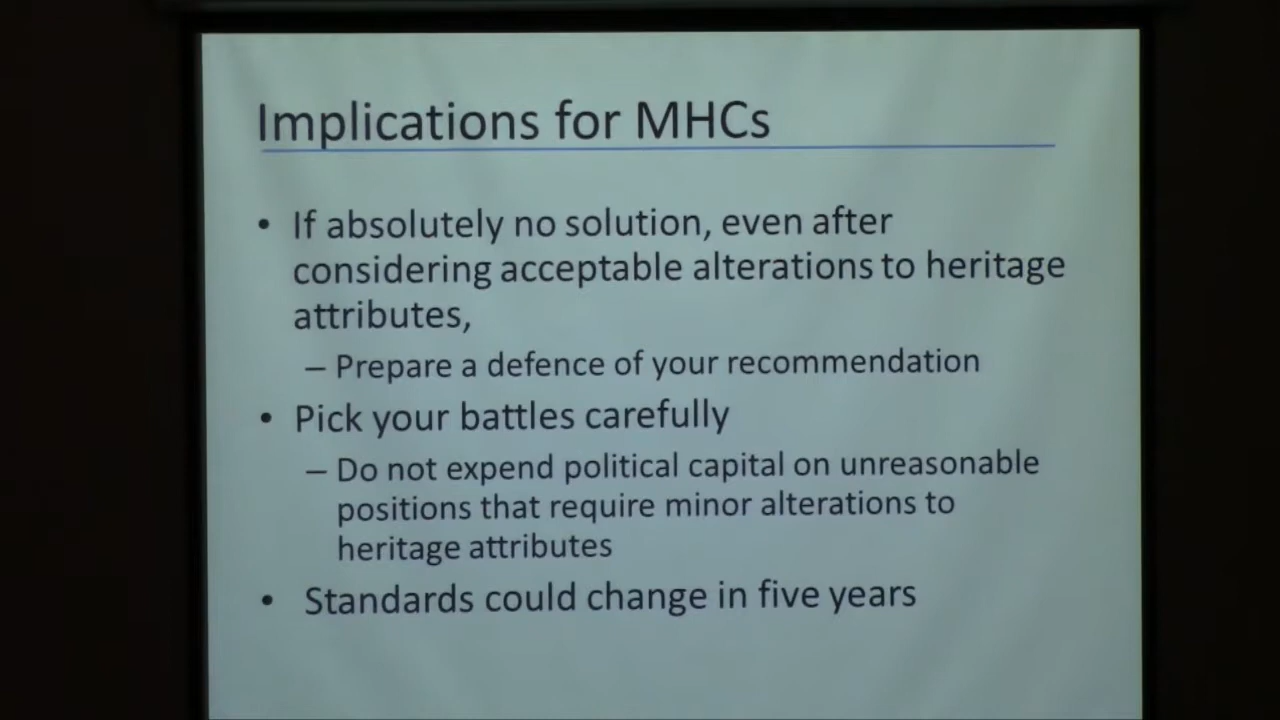 Implications for MHCs
• If absolutely no solution, even after
considering acceptable alterations to heritage
attributes,
– Prepare a defence of your recommendation
• Pick your battles carefully
– Do not expend political capital on unreasonable
positions that require minor alterations to
heritage attributes
• Standards could change in five years